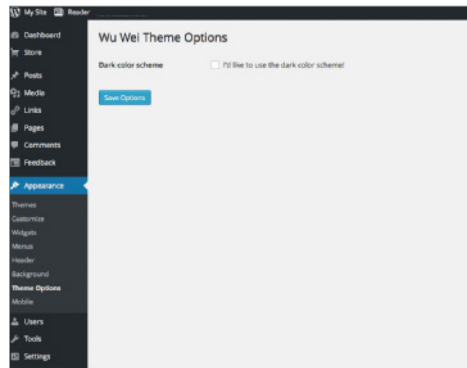 My Site Reader
Dashboard
Store
Posts
Media
Links
Pages
Comments
Feedback
Appearance
Themes
Customize
Widgets
Menus
Header
Background
Theme Options
Mobile
Users
Tools
Settings
Wu Wei Theme Options
Dark color scheme I'd like to use the dark color scheme!
Save Options